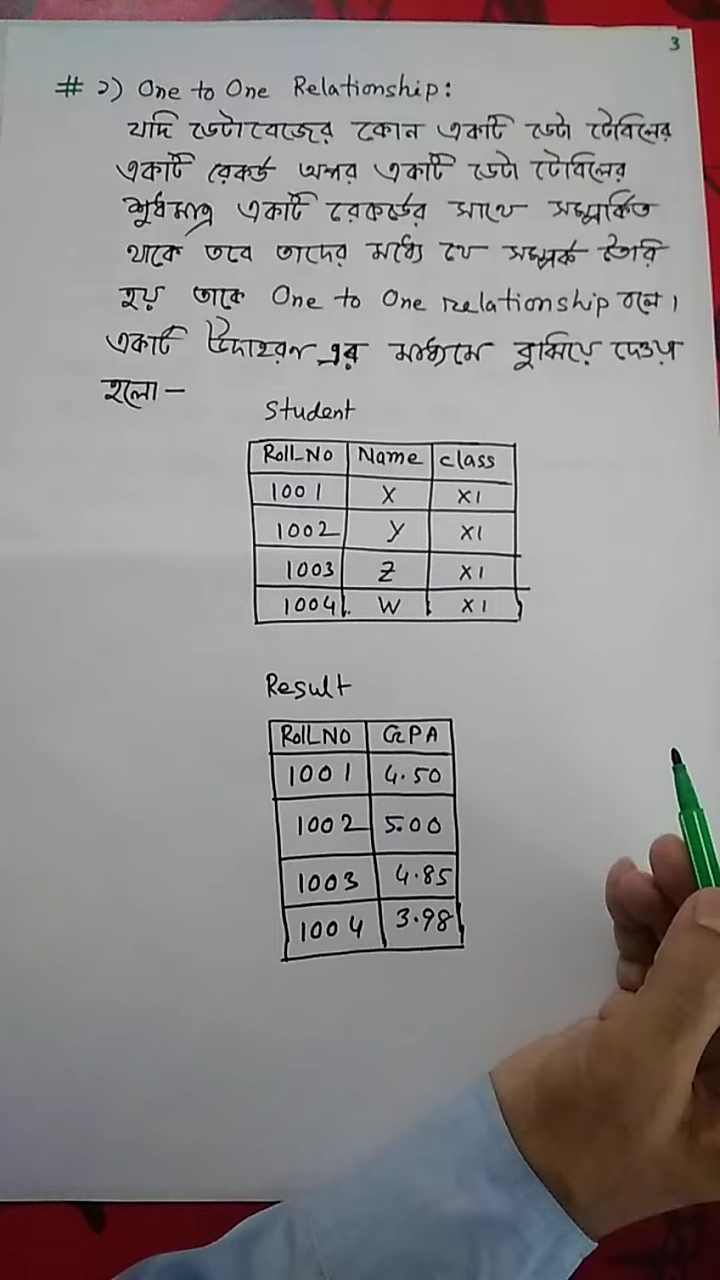 3
# ১) One to One Relationship:
যদি ডেটাবেজের কোন একটি ডেটা টেবিলের
একটি রেকর্ড অপর একটি ডেটা টেবিলের
শুধুমাত্র একটি রেকর্ডের সাথে সম্পর্কিত
থাকে তবে তাদের মধ্যে যে সম্পর্ক তৈরি
হয় তাকে One to One Relationship বলে।
একটি উদাহরন এর মাধ্যমে বুঝিয়ে দেওয়া
হলো —
Student
Roll_No Name class
1001 X XI
1002 Y XI
1003 Z XI
1004 W XI
Result
Roll_No GPA
1001 4.50
1002 5.00
1003 4.85
1004 3.98